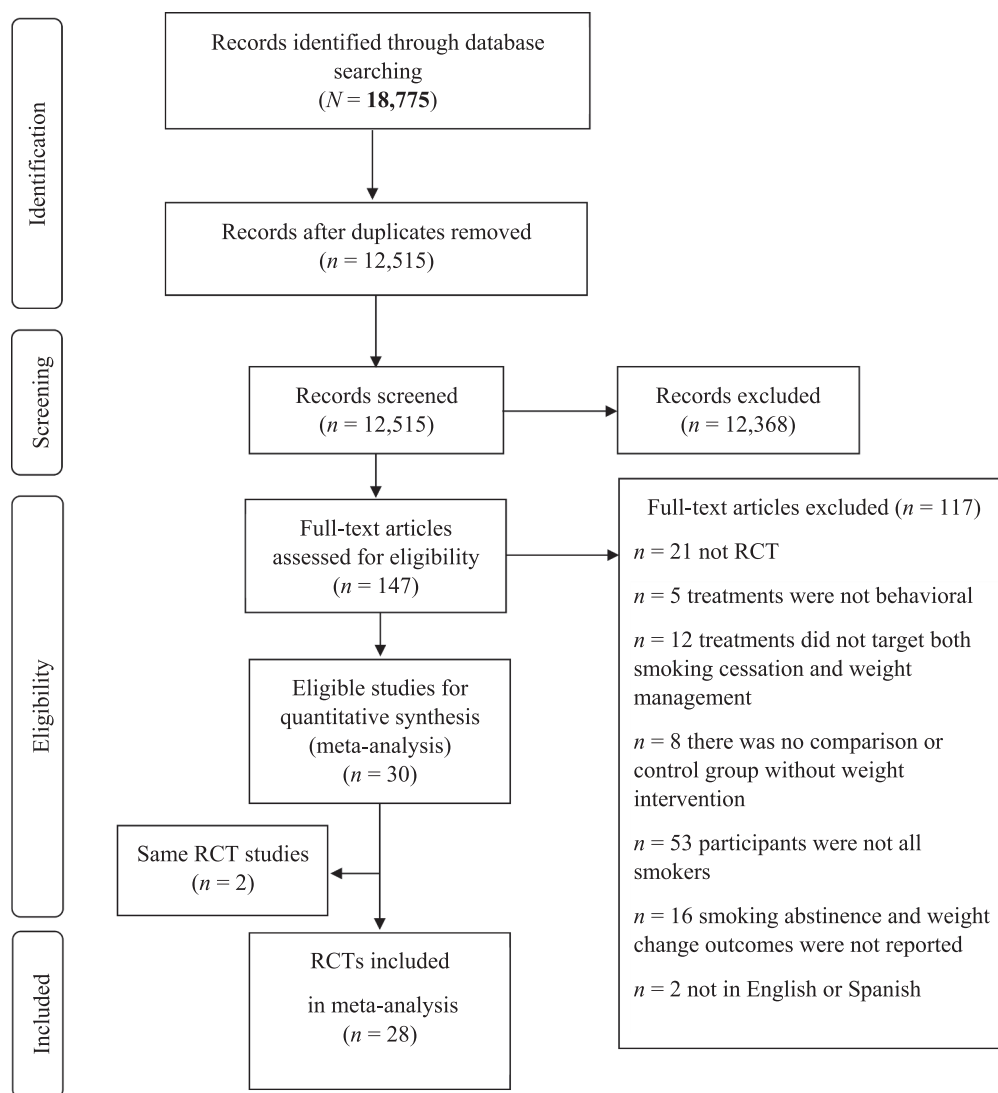 Identification
Records identified through database
searching
(N = 18,775)
Records after duplicates removed
(n = 12,515)
Screening
Records screened
(n = 12,515)
Records excluded
(n = 12,368)
Eligibility
Full-text articles
assessed for eligibility
(n = 147)
Full-text articles excluded (n = 117)
n = 21 not RCT
n = 5 treatments were not behavioral
n = 12 treatments did not target both
smoking cessation and weight
management
n = 8 there was no comparison or
control group without weight
intervention
n = 53 participants were not all
smokers
n = 16 smoking abstinence and weight
change outcomes were not reported
n = 2 not in English or Spanish
Eligible studies for
quantitative synthesis
(meta-analysis)
(n = 30)
Same RCT studies
(n = 2)
Included
RCTs included
in meta-analysis
(n = 28)